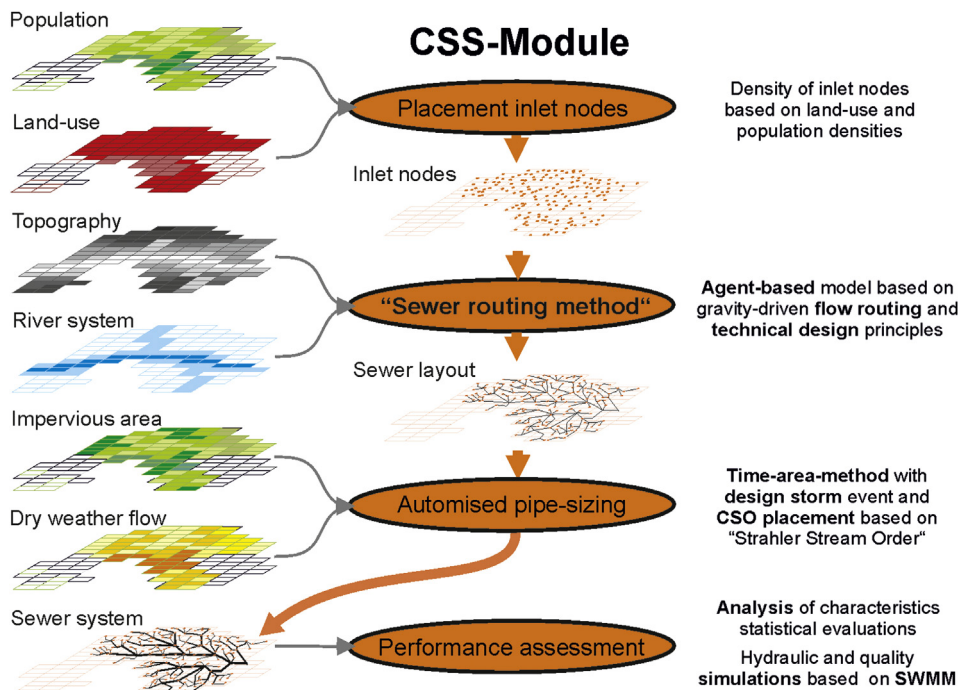 CSS-Module
Population
Land-use
Placement inlet nodes
Density of inlet nodes
based on land-use and
population densities
Inlet nodes
Topography
River system
“Sewer routing method“
Agent-based model based on
gravity-driven flow routing and
technical design principles
Sewer layout
Impervious area
Dry weather flow
Automised pipe-sizing
Time-area-method with
design storm event and
CSO placement based on
“Strahler Stream Order“
Sewer system
Performance assessment
Analysis of characteristics
statistical evaluations
Hydraulic and quality
simulations based on SWMM